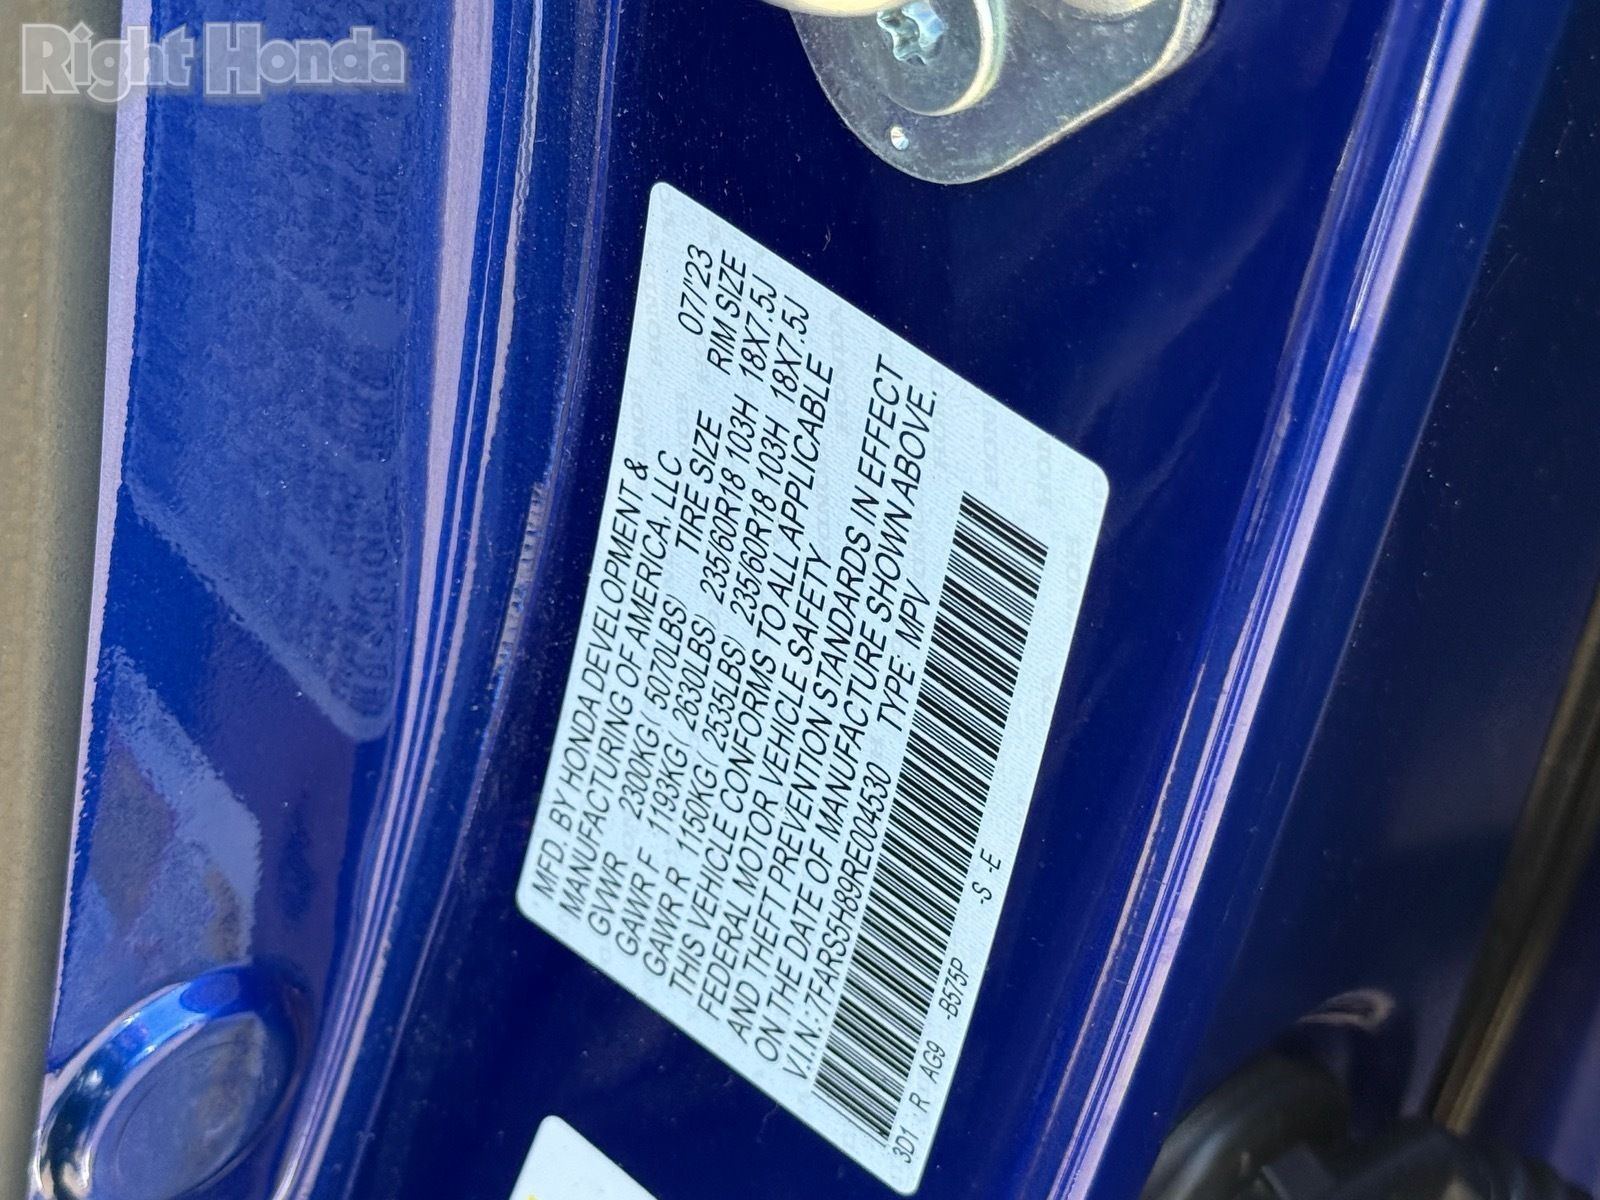 Right Honda
MFD. BY HONDA DEVELOPMENT & 07/'23
MANUFACTURING OF AMERICA, LLC
TIRE SIZE RIM SIZE
GVWR 2300KG ( 5070LBS)
GAWR F 1193KG ( 2630LBS) 235/60R18 103H 18X7.5J
GAWR R 1150KG ( 2535LBS) 235/60R18 103H 18X7.5J
THIS VEHICLE CONFORMS TO ALL APPLICABLE
FEDERAL MOTOR VEHICLE SAFETY
AND THEFT PREVENTION STANDARDS IN EFFECT
ON THE DATE OF MANUFACTURE SHOWN ABOVE.
V.I.N.: 7FARS5H89RE004530 TYPE MPV
3D1 R AG9 -B575P -S -E